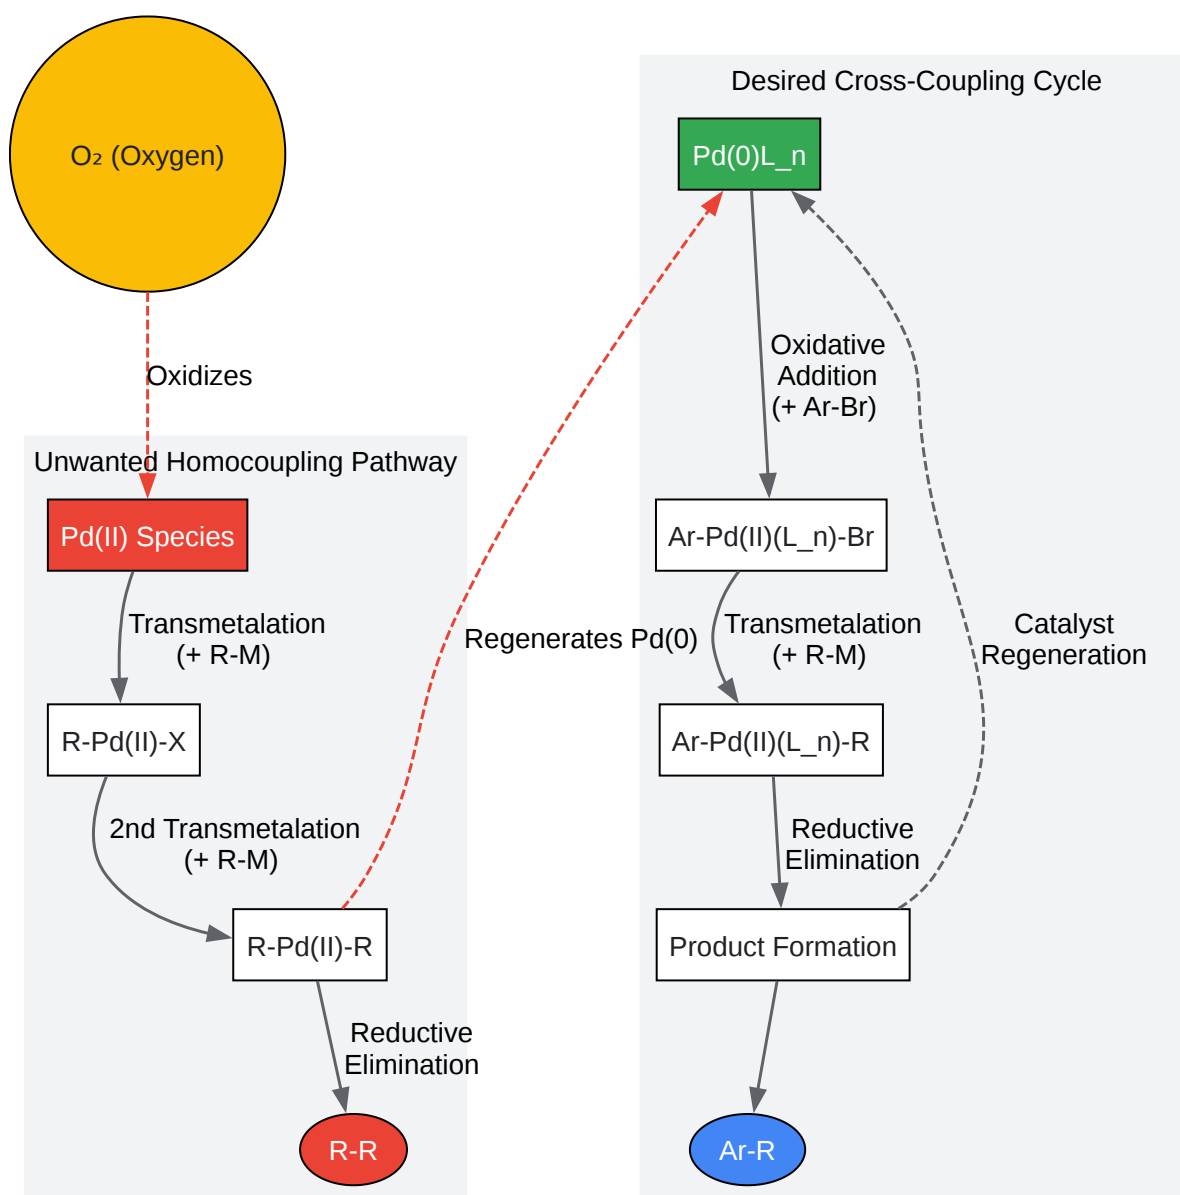 O₂ (Oxygen)
Oxidizes
Unwanted Homocoupling Pathway
Pd(II) Species
Transmetalation
(+ R-M)
R-Pd(II)-X
2nd Transmetalation
(+ R-M)
R-Pd(II)-R
Reductive
Elimination
R-R
Regenerates Pd(0)
Desired Cross-Coupling Cycle
Pd(0)L_n
Oxidative
Addition
(+ Ar-Br)
Ar-Pd(II)(L_n)-Br
Transmetalation
(+ R-M)
Ar-Pd(II)(L_n)-R
Reductive
Elimination
Product Formation
Catalyst
Regeneration
Ar-R